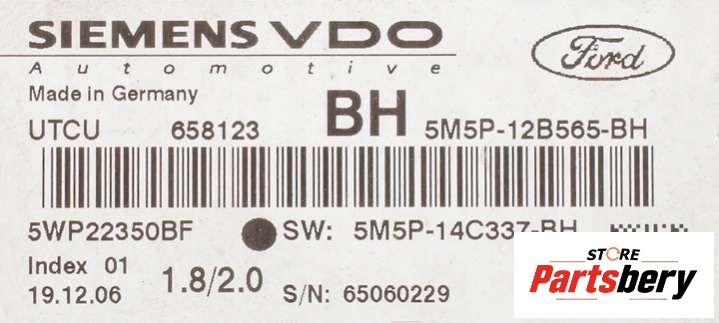 SIEMENS VDO
Automotive
Ford
Made in Germany
UTCU 658123 BH 5M5P-12B565-BH
5WP22350BF SW: 5M5P-14C337-BH
Index 01
19.12.06 1.8/2.0 S/N: 65060229
STORE
Partsbery